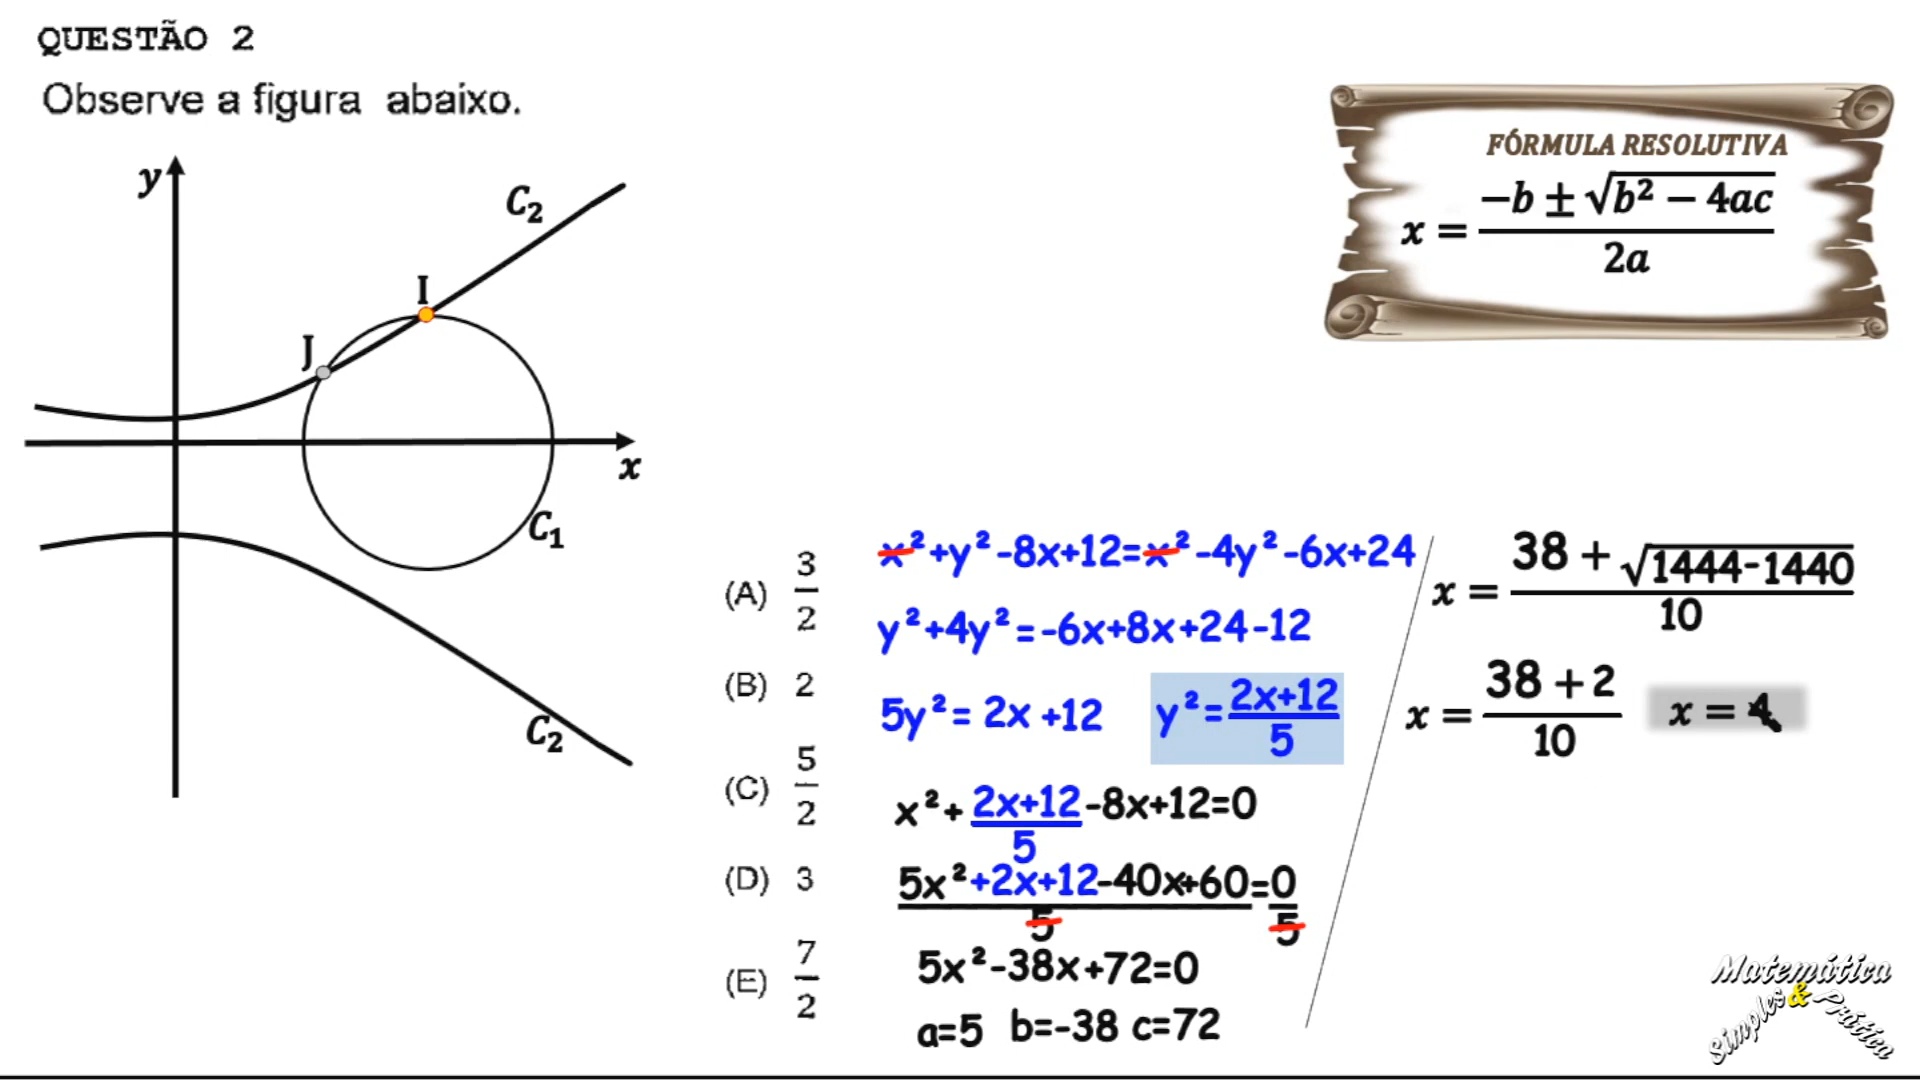 QUESTÃO 2
Observe a figura abaixo.
y
C₂
I
J
x
C₁
C₂
FÓRMULA RESOLUTIVA
x = (-b ± √(b² − 4ac)) / 2a
(A) 3/2
(B) 2
(C) 5/2
(D) 3
(E) 7/2
x²+y²-8x+12=x²-4y²-6x+24
y²+4y²=-6x+8x+24-12
5y²= 2x +12 y²=(2x+12)/5
x²+(2x+12)/5-8x+12=0
(5x²+2x+12-40x+60)/5=0/5
5x²-38x+72=0
a=5 b=-38 c=72
x = (38 + √(1444-1440)) / 10
x = (38 + 2) / 10 x = 4
Matemática
Simples & Prática